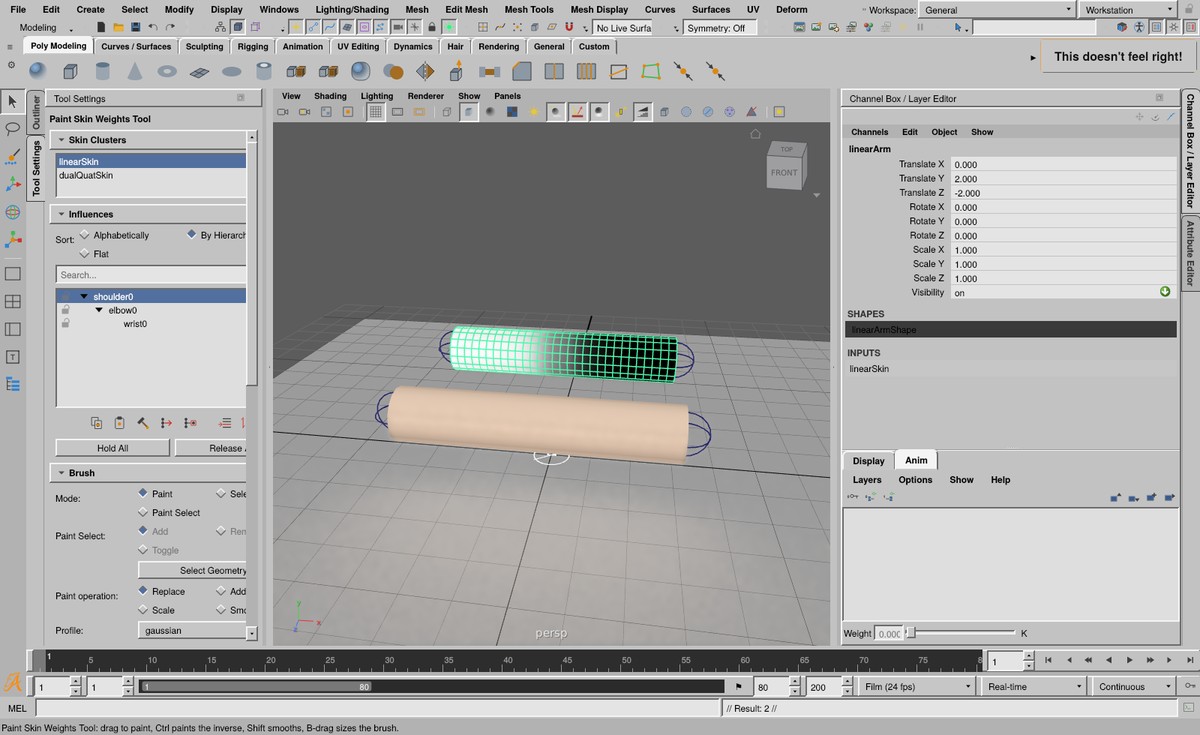 File Edit Create Select Modify Display Windows Lighting/Shading Mesh Edit Mesh Mesh Tools Mesh Display Curves Surfaces UV Deform
Workspace: General Workstation
Modeling No Live Surfa Symmetry: Off
Poly Modeling Curves / Surfaces Sculpting Rigging Animation UV Editing Dynamics Hair Rendering General Custom
This doesn't feel right!
Outliner
Tool Settings
Tool Settings
Paint Skin Weights Tool
Skin Clusters
linearSkin
dualQuatSkin
Influences
Sort: Alphabetically By Hierarch
Flat
Search...
shoulder0
elbow0
wrist0
Hold All Release
Brush
Mode: Paint Sele
Paint Select
Paint Select: Add Ren
Toggle
Select Geometry
Paint operation: Replace Add
Scale Smo
Profile: gaussian
View Shading Lighting Renderer Show Panels
TOP
FRONT
y
x
z
persp
Channel Box / Layer Editor
Channels Edit Object Show
linearArm
Translate X 0.000
Translate Y 2.000
Translate Z -2.000
Rotate X 0.000
Rotate Y 0.000
Rotate Z 0.000
Scale X 1.000
Scale Y 1.000
Scale Z 1.000
Visibility on
SHAPES
linearArmShape
INPUTS
linearSkin
Display Anim
Layers Options Show Help
Weight 0.00 K
Channel Box / Layer Editor
Attribute Editor
1 5 10 15 20 25 30 35 40 45 50 55 60 65 70 75 8
1
1 1 1 80 80 200 Film (24 fps) Real-time Continuous
MEL // Result: 2 //
Paint Skin Weights Tool: drag to paint, Ctrl paints the inverse, Shift smooths, B-drag sizes the brush.